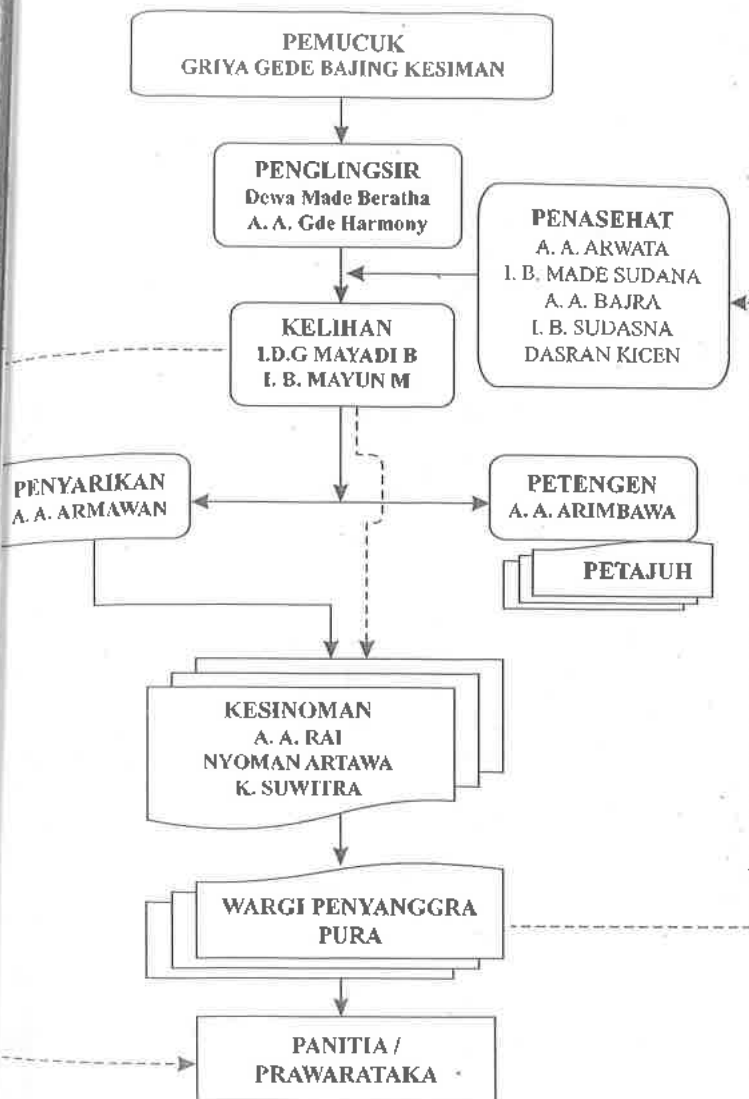 PEMUCUK
GRIYA GEDE BAJING KESIMAN
PENGLINGSIR
Dewa Made Beratha
A. A. Gde Harmony
PENASEHAT
A. A. ARWATA
I. B. MADE SUDANA
A. A. BAJRA
I. B. SUDASNA
DASRAN KICEN
KELIHAN
I.D.G MAYADI B
I. B. MAYUN M
PENYARIKAN
A. A. ARMAWAN
PETENGEN
A. A. ARIMBAWA
PETAJUH
KESINOMAN
A. A. RAI
NYOMAN ARTAWA
K. SUWITRA
WARGI PENYANGGRA
PURA
PANITIA /
PRAWARATAKA